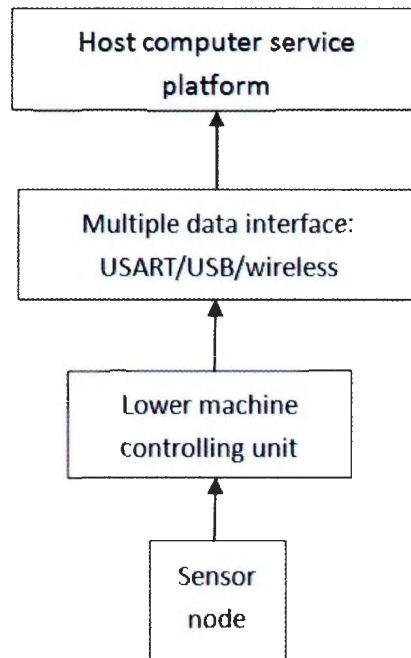 Host computer service
platform
Multiple data interface:
USART/USB/wireless
Lower machine
controlling unit
Sensor
node